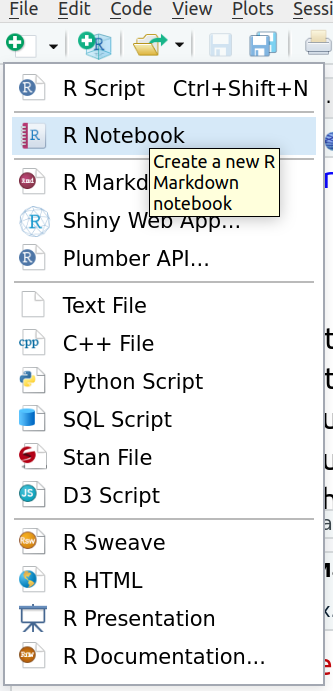 File Edit Code View Plots Sessi
R Script Ctrl+Shift+N
R Notebook
Create a new R
Markdown
notebook
R Markd
Shiny Web App...
Plumber API...
Text File
C++ File
Python Script
SQL Script
Stan File
D3 Script
R Sweave
R HTML
R Presentation
R Documentation...